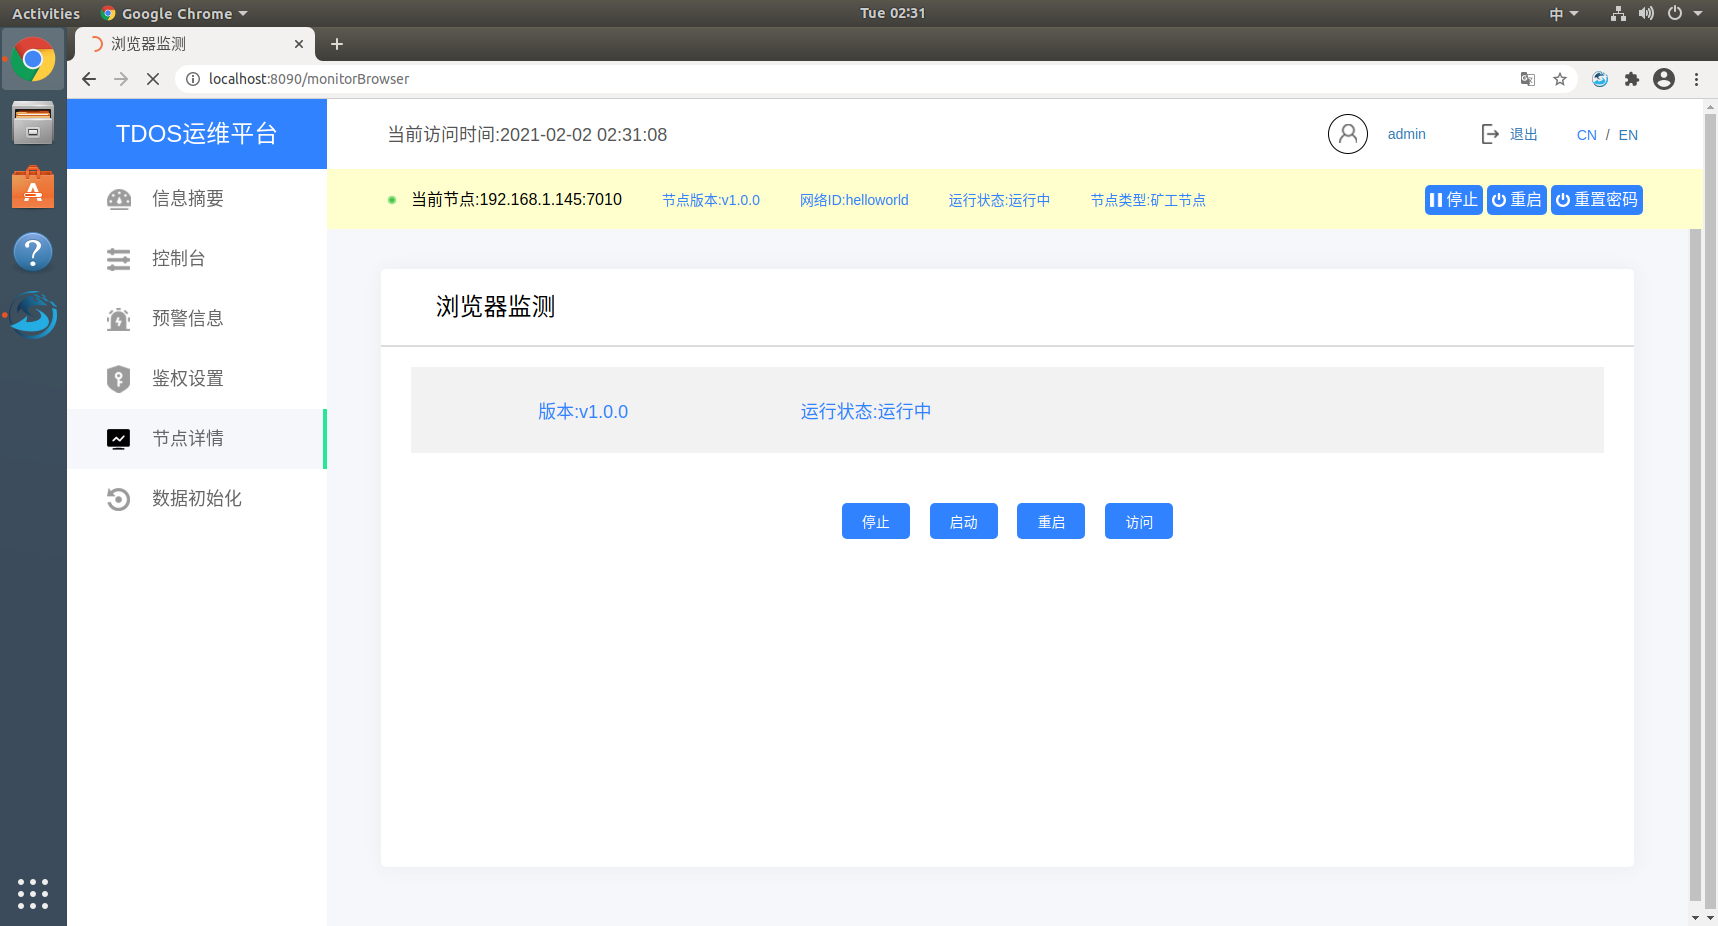 Activities Google Chrome Tue 02:31 中
浏览器监测
localhost:8090/monitorBrowser
TDOS运维平台
当前访问时间:2021-02-02 02:31:08 admin 退出 CN / EN
当前节点:192.168.1.145:7010 节点版本:v1.0.0 网络ID:helloworld 运行状态:运行中 节点类型:矿工节点 停止 重启 重置密码
信息摘要
控制台
预警信息
鉴权设置
节点详情
数据初始化
浏览器监测
版本:v1.0.0 运行状态:运行中
停止 启动 重启 访问